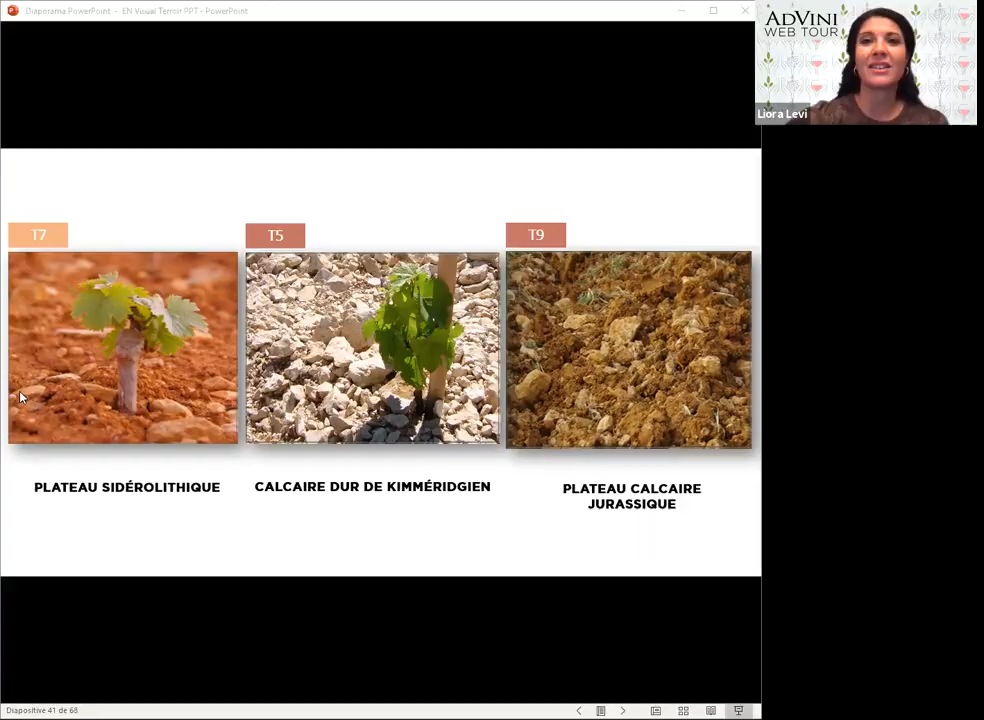 Diaporama PowerPoint - EN Visual Terroir PPT - PowerPoint
ADVINI
WEB TOUR
Liora Levi
T7
T5
T9
PLATEAU SIDÉROLITHIQUE
CALCAIRE DUR DE KIMMÉRIDGIEN
PLATEAU CALCAIRE
JURASSIQUE
Diapositive 41 de 68